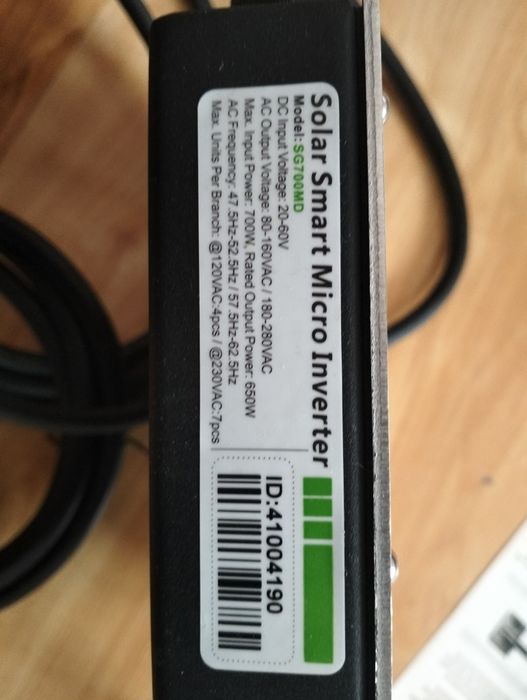 Solar Smart Micro Inverter
Model: SG700MD
DC Input Voltage: 20-60V
AC Output Voltage: 80-160VAC / 180-280VAC
Max. Input Power: 700W, Rated Output Power: 650W
AC Frequency: 47.5Hz-52.5Hz / 57.5Hz-62.5Hz
Max. Units Per Branch: @120VAC:4pcs / @230VAC:7pcs
ID:41004190